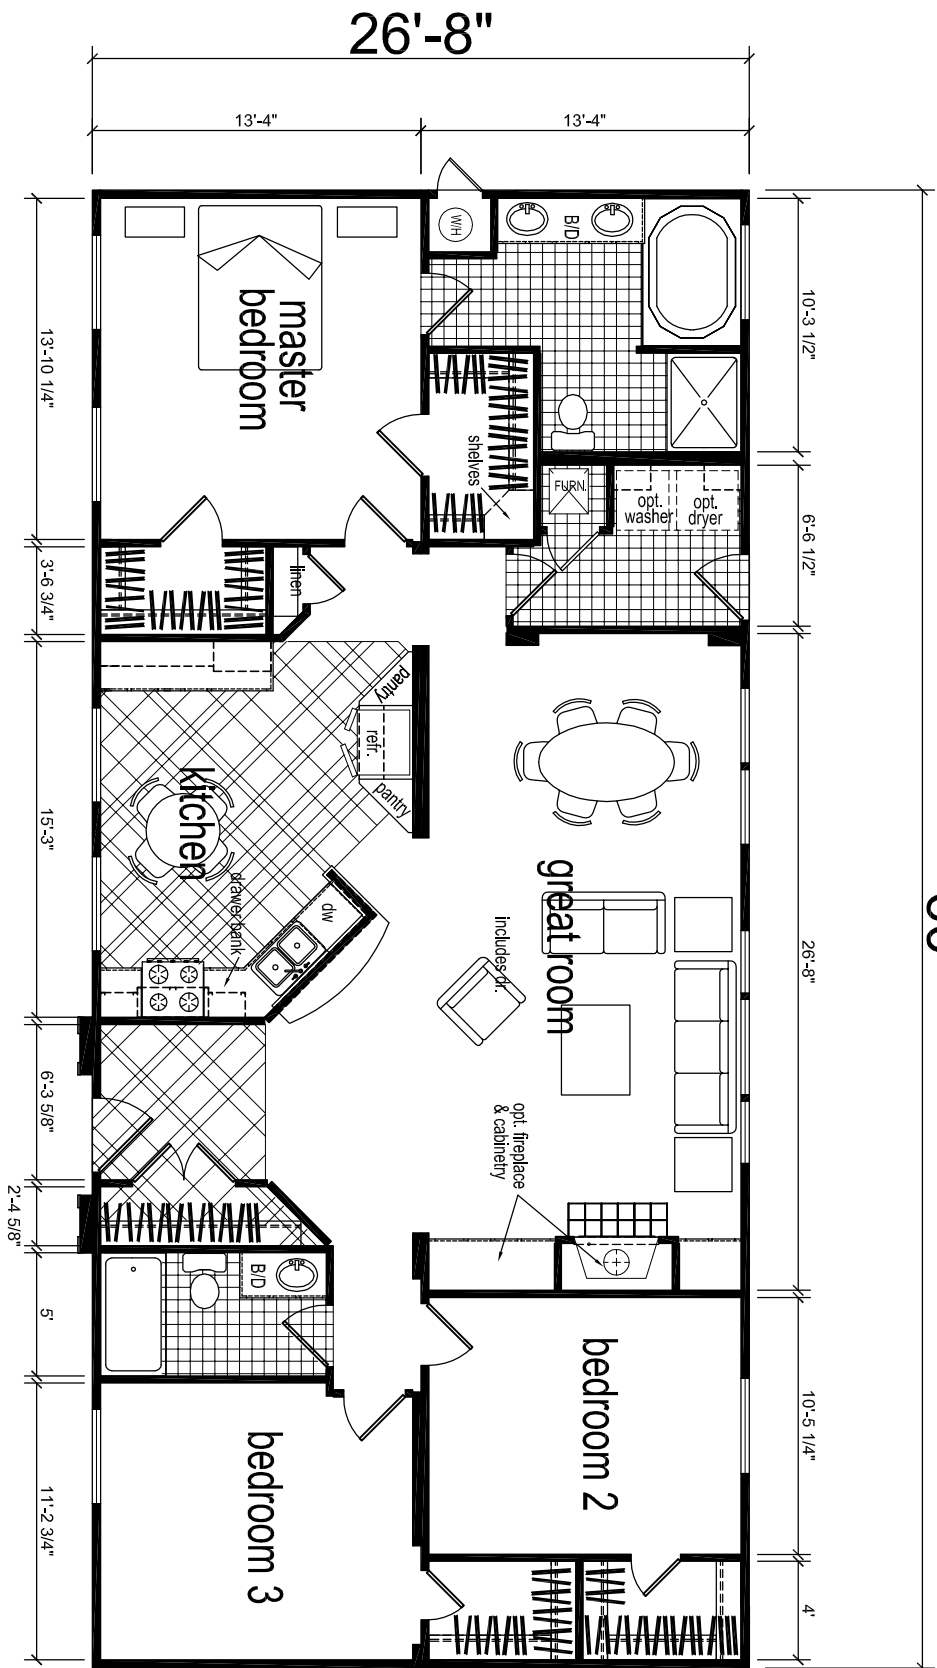 26'-8"
13'-4"
13'-4"
W/H
B/D
master
bedroom
shelves
FURN.
opt.
washer
opt.
dryer
linen
pantry
refr.
pantry
kitchen
drawer bank
dw
great room
includes dr.
opt. fireplace
& cabinetry
B/D
bedroom 2
bedroom 3
13'-10 1/4"
3'-6 3/4"
15'-3"
6'-3 5/8"
2'-4 5/8"
5'
11'-2 3/4"
10'-3 1/2"
6'-6 1/2"
26'-8"
10'-5 1/4"
4'